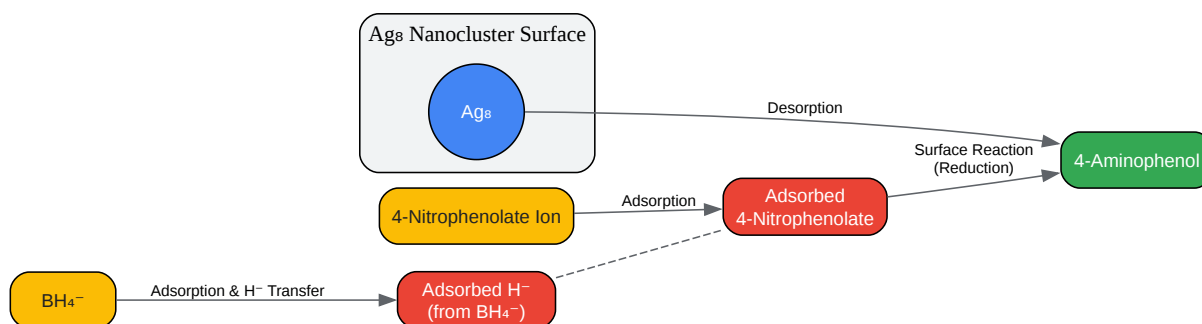 Ag₈ Nanocluster Surface
Ag₈
Desorption
4-Aminophenol
Surface Reaction
(Reduction)
4-Nitrophenolate Ion
Adsorption
Adsorbed
4-Nitrophenolate
BH₄⁻
Adsorption & H⁻ Transfer
Adsorbed H⁻
(from BH₄⁻)